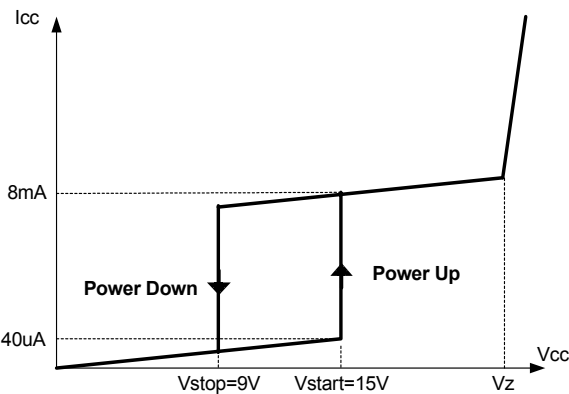 Icc
8mA
Power Down
Power Up
40uA
Vcc
Vstop=9V
Vstart=15V
Vz